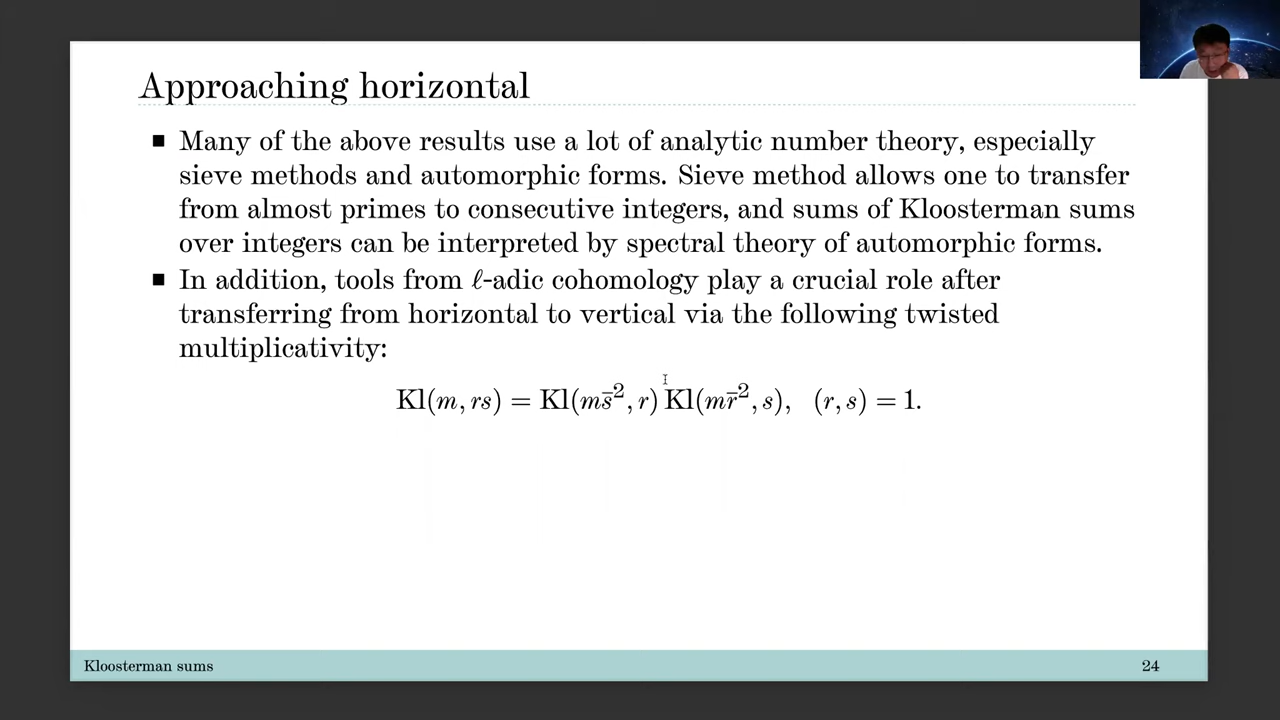 Approaching horizontal
■ Many of the above results use a lot of analytic number theory, especially
sieve methods and automorphic forms. Sieve method allows one to transfer
from almost primes to consecutive integers, and sums of Kloosterman sums
over integers can be interpreted by spectral theory of automorphic forms.
■ In addition, tools from ℓ-adic cohomology play a crucial role after
transferring from horizontal to vertical via the following twisted
multiplicativity:
Kl(m, rs) = Kl(ms̄², r) Kl(mr̄², s), (r, s) = 1.
Kloosterman sums
24